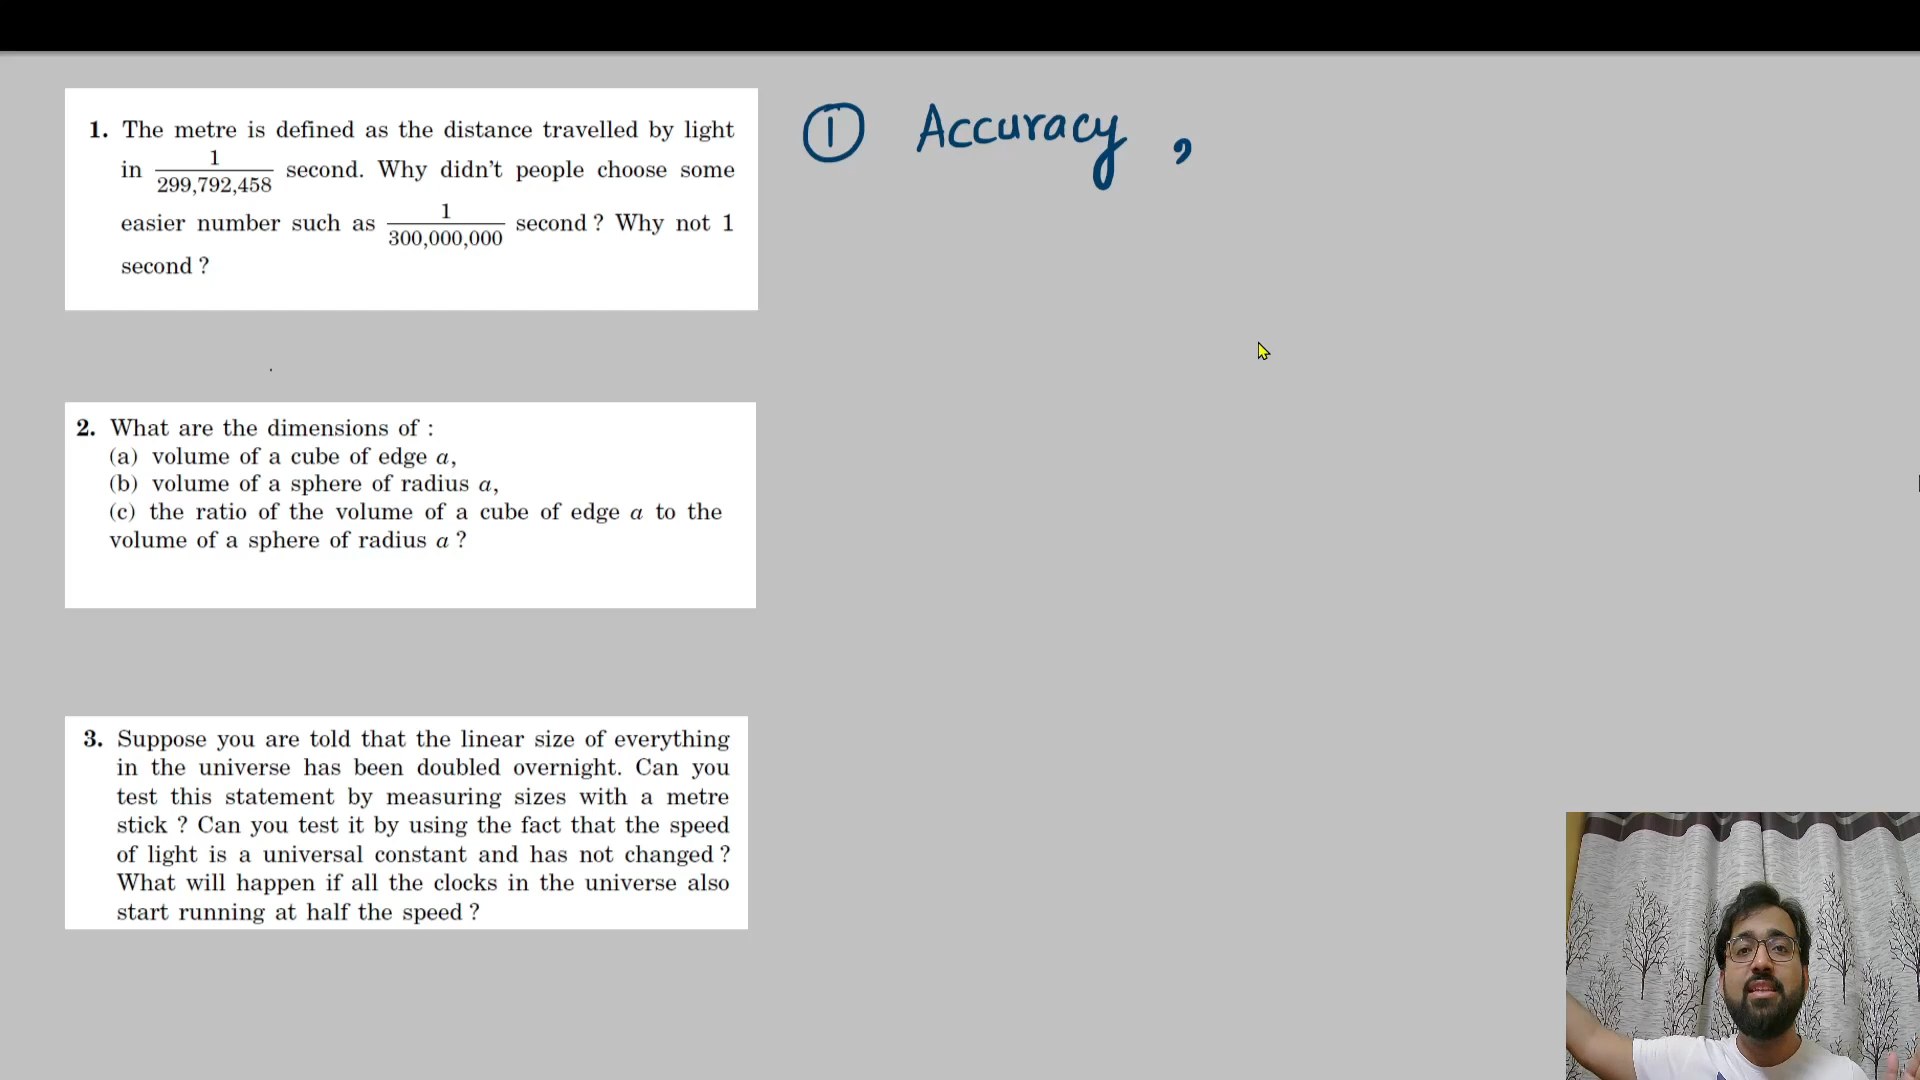 1. The metre is defined as the distance travelled by light
in 1/299,792,458 second. Why didn't people choose some
easier number such as 1/300,000,000 second ? Why not 1
second ?
① Accuracy ,
2. What are the dimensions of :
(a) volume of a cube of edge a,
(b) volume of a sphere of radius a,
(c) the ratio of the volume of a cube of edge a to the
volume of a sphere of radius a ?
3. Suppose you are told that the linear size of everything
in the universe has been doubled overnight. Can you
test this statement by measuring sizes with a metre
stick ? Can you test it by using the fact that the speed
of light is a universal constant and has not changed ?
What will happen if all the clocks in the universe also
start running at half the speed ?